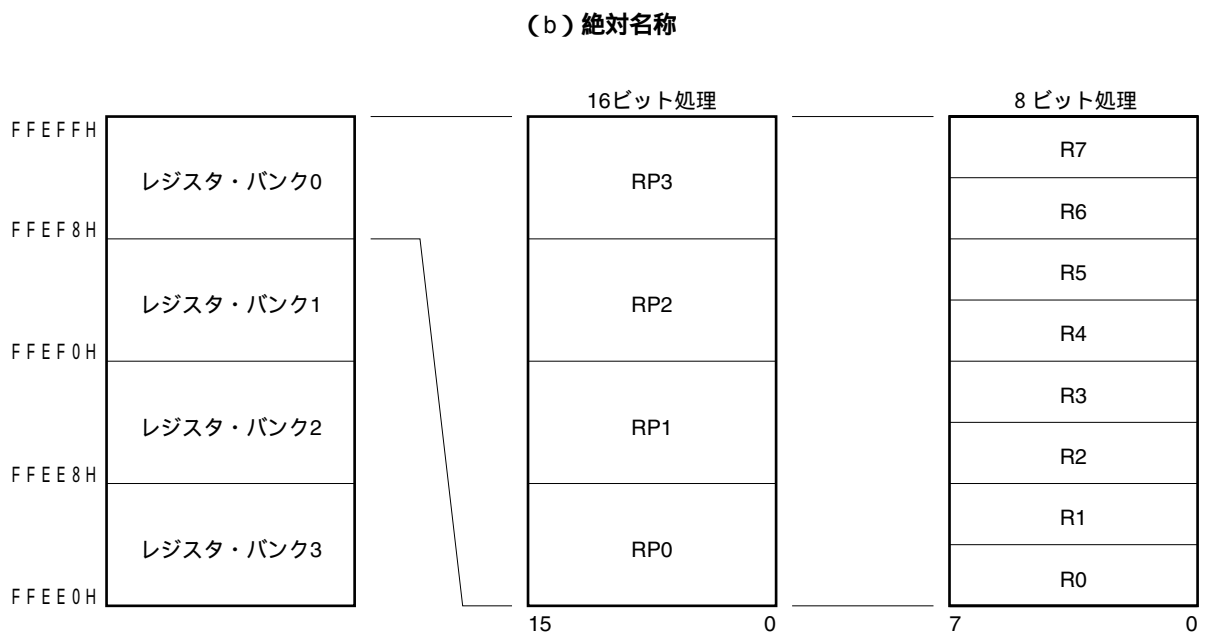 （b）絶対名称
16ビット処理
8 ビット処理
FFEFFH
レジスタ・バンク0
RP3
R7
R6
FFEF8H
レジスタ・バンク1
RP2
R5
R4
FFEF0H
レジスタ・バンク2
RP1
R3
R2
FFEE8H
レジスタ・バンク3
RP0
R1
R0
FFEE0H
15
0
7
0